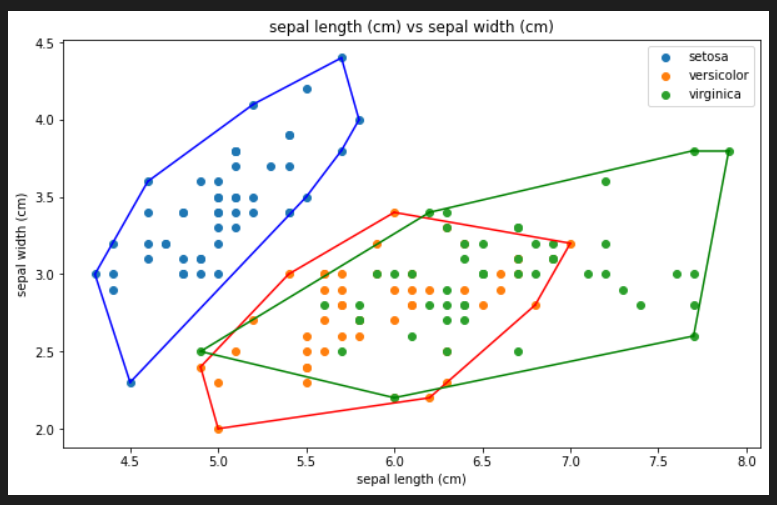 sepal length (cm) vs sepal width (cm)
setosa
versicolor
virginica
sepal width (cm)
4.5
4.0
3.5
3.0
2.5
2.0
4.5 5.0 5.5 6.0 6.5 7.0 7.5 8.0
sepal length (cm)